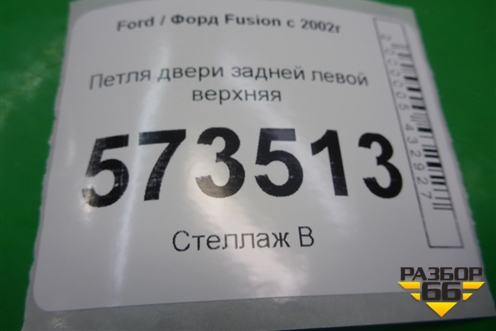 Ford / Форд Fusion с 2002г
Петля двери задней левой
верхняя
573513
Стеллаж В
РАЗБОР
66